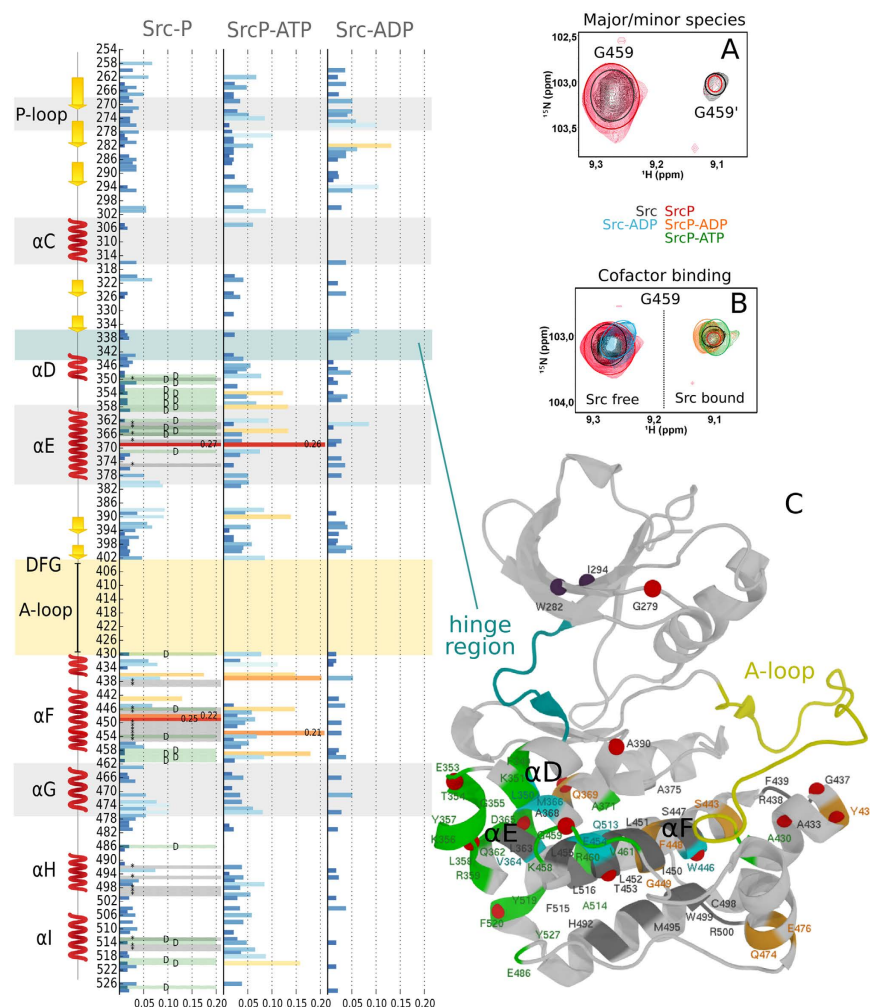 Src-P SrcP-ATP Src-ADP
254
258
262
266
270
P-loop 274
278
282
286
290
294
298
302
306
αC 310
314
318
322
326
330
334
338
342
αD 346
350
354
358
362
αE 366
370 0.27 0.26
374
378
382
386
390
394
398
402
DFG 406
410
A-loop 414
418
422
426
430
434
438
442
446
αF 450 0.25 0.22
454 0.21
458
462
αG 466
470
474
478
482
486
490
αH 494
498
502
506
510
αI 514
518
522
526
0.05 0.10 0.15 0.20 0.05 0.10 0.15 0.20 0.05 0.10 0.15 0.20
hinge
region
Major/minor species
A
102,5
103,0
103,5
¹⁵N (ppm)
G459
G459'
9,3 9,2 9,1
¹H (ppm)
Src SrcP
Src-ADP SrcP-ADP
SrcP-ATP
Cofactor binding
G459
B
103,0
104,0
¹⁵N (ppm)
Src free Src bound
9,3 9,2 9,1
¹H (ppm)
C
I294
W282
G279
A-loop
A390
αD
E353
K351
T354
L350
G355
M366
Q369
A368
A371
A375
Y357
K356
αE
D365
Q362
L363
V364
L358
R359
G459
K458
L455
E454
R460
Q513
V461
L451
S447
αF
F448
S443
F439
R438
G437
A433
A430
W446
I450
G449
L452
T453
L516
A514
F515
F520
Y527
H492
E486
M495
W499
C498
R500
Q474
E476